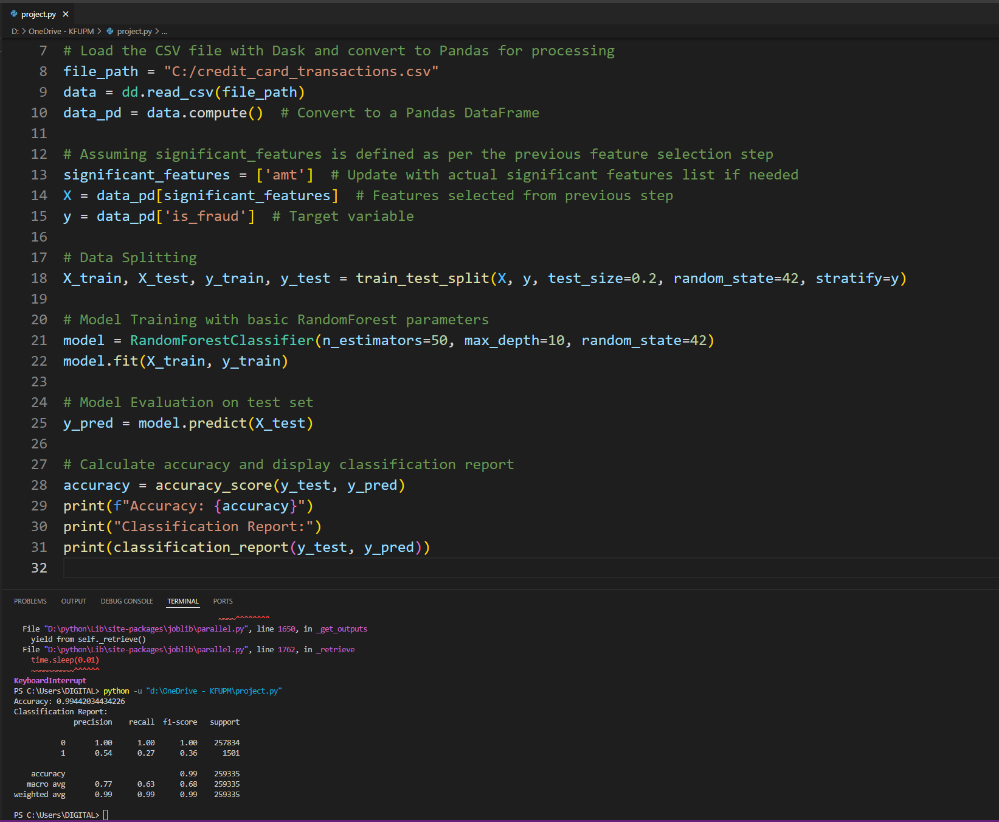 project.py ×
D: > OneDrive - KFUPM > project.py > ...
7 # Load the CSV file with Dask and convert to Pandas for processing
8 file_path = "C:/credit_card_transactions.csv"
9 data = dd.read_csv(file_path)
10 data_pd = data.compute()  # Convert to a Pandas DataFrame
11
12 # Assuming significant_features is defined as per the previous feature selection step
13 significant_features = ['amt']  # Update with actual significant features list if needed
14 X = data_pd[significant_features]  # Features selected from previous step
15 y = data_pd['is_fraud']  # Target variable
16
17 # Data Splitting
18 X_train, X_test, y_train, y_test = train_test_split(X, y, test_size=0.2, random_state=42, stratify=y)
19
20 # Model Training with basic RandomForest parameters
21 model = RandomForestClassifier(n_estimators=50, max_depth=10, random_state=42)
22 model.fit(X_train, y_train)
23
24 # Model Evaluation on test set
25 y_pred = model.predict(X_test)
26
27 # Calculate accuracy and display classification report
28 accuracy = accuracy_score(y_test, y_pred)
29 print(f"Accuracy: {accuracy}")
30 print("Classification Report:")
31 print(classification_report(y_test, y_pred))
32
PROBLEMS OUTPUT DEBUG CONSOLE TERMINAL PORTS
~~~~^^^^^^^^
File "D:\python\Lib\site-packages\joblib\parallel.py", line 1650, in _get_outputs
yield from self._retrieve()
File "D:\python\Lib\site-packages\joblib\parallel.py", line 1762, in _retrieve
time.sleep(0.01)
~~~~~~~~~~^^^^^^
KeyboardInterrupt
PS C:\Users\DIGITAL> python -u "d:\OneDrive - KFUPM\project.py"
Accuracy: 0.99442034434226
Classification Report:
precision recall f1-score support
0 1.00 1.00 1.00 257834
1 0.54 0.27 0.36 1501
accuracy 0.99 259335
macro avg 0.77 0.63 0.68 259335
weighted avg 0.99 0.99 0.99 259335
PS C:\Users\DIGITAL>